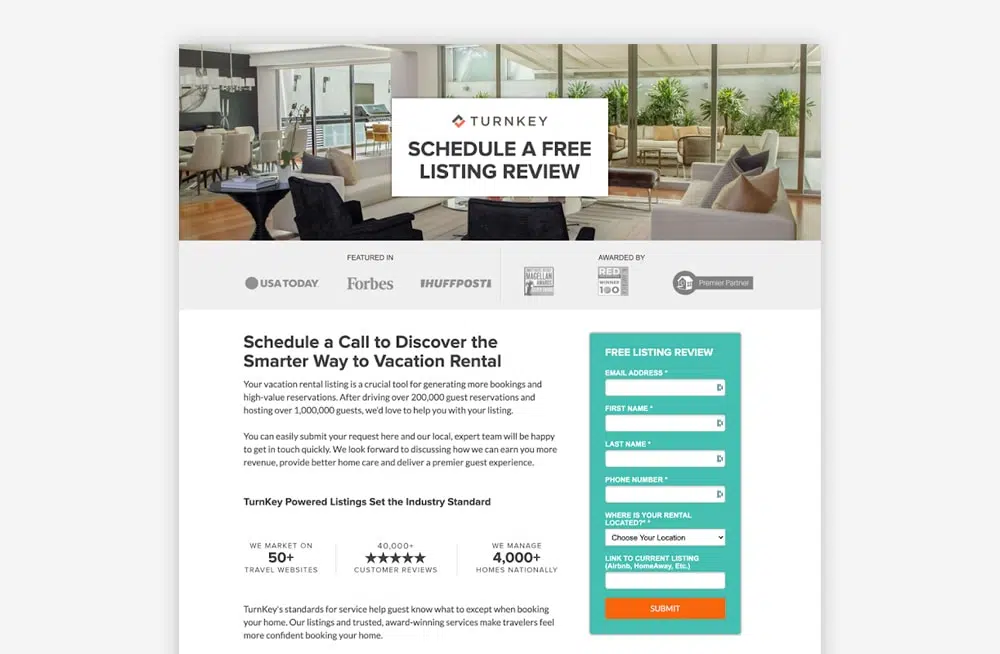 TURNKEY
SCHEDULE A FREE
LISTING REVIEW
FEATURED IN
USA TODAY
Forbes
IHUFFPOSTI
AWARDED BY
MAGELLAN
RED
WINNER
100
Premier Partner
Schedule a Call to Discover the
Smarter Way to Vacation Rental
Your vacation rental listing is a crucial tool for generating more bookings and
high-value reservations. After driving over 200,000 guest reservations and
hosting over 1,000,000 guests, we'd love to help you with your listing.
You can easily submit your request here and our local, expert team will be happy
to get in touch quickly. We look forward to discussing how we can earn you more
revenue, provide better home care and deliver a premier guest experience.
TurnKey Powered Listings Set the Industry Standard
WE MARKET ON
50+
TRAVEL WEBSITES
40,000+
★★★★★
CUSTOMER REVIEWS
WE MANAGE
4,000+
HOMES NATIONALLY
TurnKey's standards for service help guest know what to except when booking
your home. Our listings and trusted, award-winning services make travelers feel
more confident booking your home.
FREE LISTING REVIEW
EMAIL ADDRESS *
FIRST NAME *
LAST NAME *
PHONE NUMBER *
WHERE IS YOUR RENTAL
LOCATED?* *
Choose Your Location
LINK TO CURRENT LISTING
(Airbnb, HomeAway, Etc.)
SUBMIT